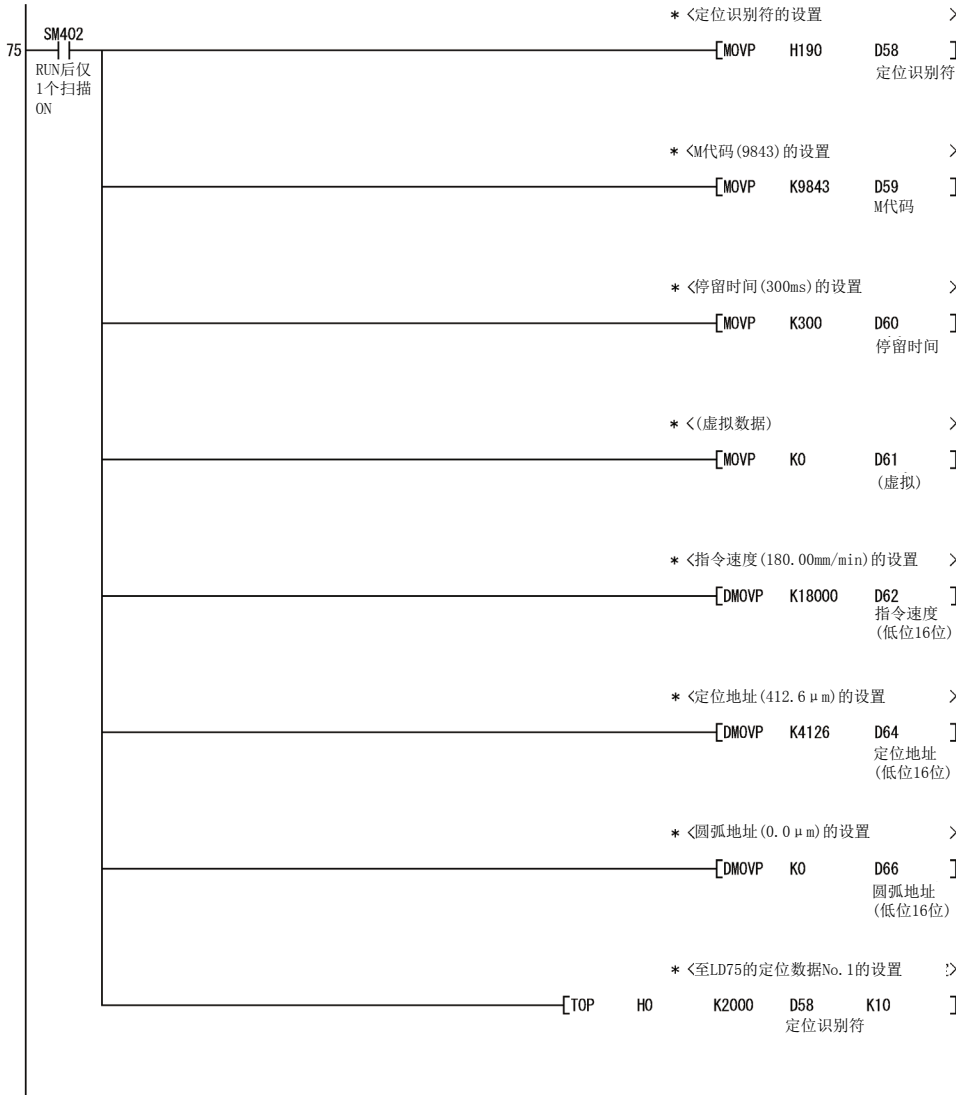 * <定位识别符的设置 >
75 SM402 [MOVP H190 D58 ]
RUN后仅 定位识别符
1个扫描
ON
* <M代码(9843)的设置 >
[MOVP K9843 D59 ]
M代码
* <停留时间(300ms)的设置 >
[MOVP K300 D60 ]
停留时间
* <(虚拟数据) >
[MOVP K0 D61 ]
(虚拟)
* <指令速度(180.00mm/min)的设置 >
[DMOVP K18000 D62 ]
指令速度
(低位16位)
* <定位地址(412.6μm)的设置 >
[DMOVP K4126 D64 ]
定位地址
(低位16位)
* <圆弧地址(0.0μm)的设置 >
[DMOVP K0 D66 ]
圆弧地址
(低位16位)
* <至LD75的定位数据No.1的设置 >
[TOP H0 K2000 D58 K10 ]
定位识别符